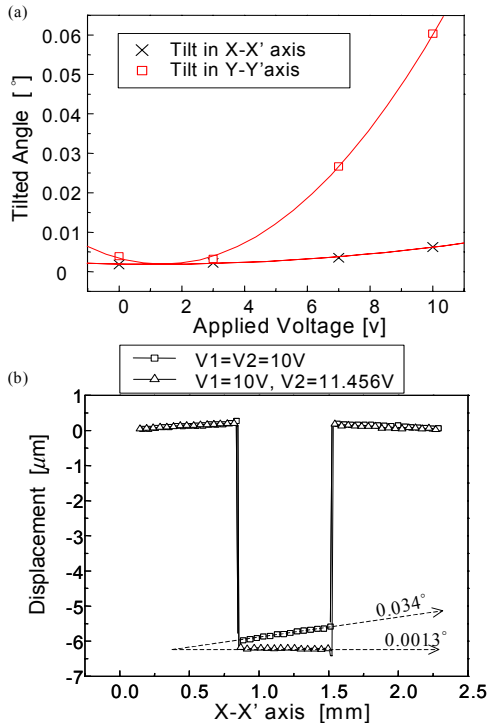 (a)
0.06
0.05
0.04
0.03
0.02
0.01
0
Tilted Angle [ °]
Tilt in X-X' axis
Tilt in Y-Y'axis
0 2 4 6 8 10
Applied Voltage [v]
V1=V2=10V
V1=10V, V2=11.456V
(b)
1
0
-1
-2
-3
-4
-5
-6
-7
Displacement [μm]
0.034°
0.0013°
0.0 0.5 1.0 1.5 2.0 2.5
X-X' axis [mm]